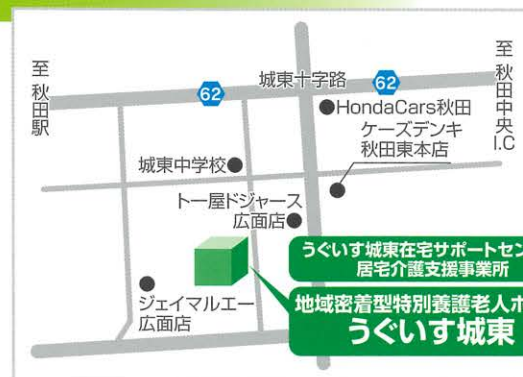 至 秋田駅
62
城東十字路
62
至 秋田中央I.C
HondaCars秋田
ケーズデンキ
秋田東本店
城東中学校
トー屋ドジャース
広面店
うぐいす城東在宅サポートセン
居宅介護支援事業所
ジェイマルエー
広面店
地域密着型特別養護老人ホ
うぐいす城東